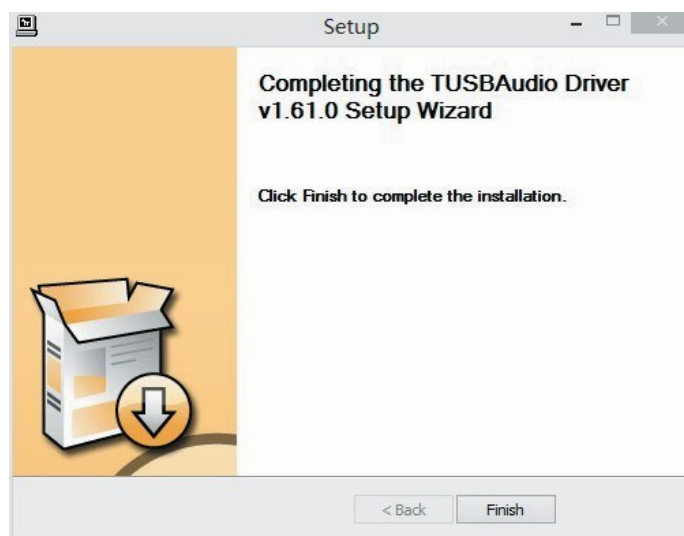 Setup
Completing the TUSBAudio Driver
v1.61.0 Setup Wizard
Click Finish to complete the installation.
< Back
Finish